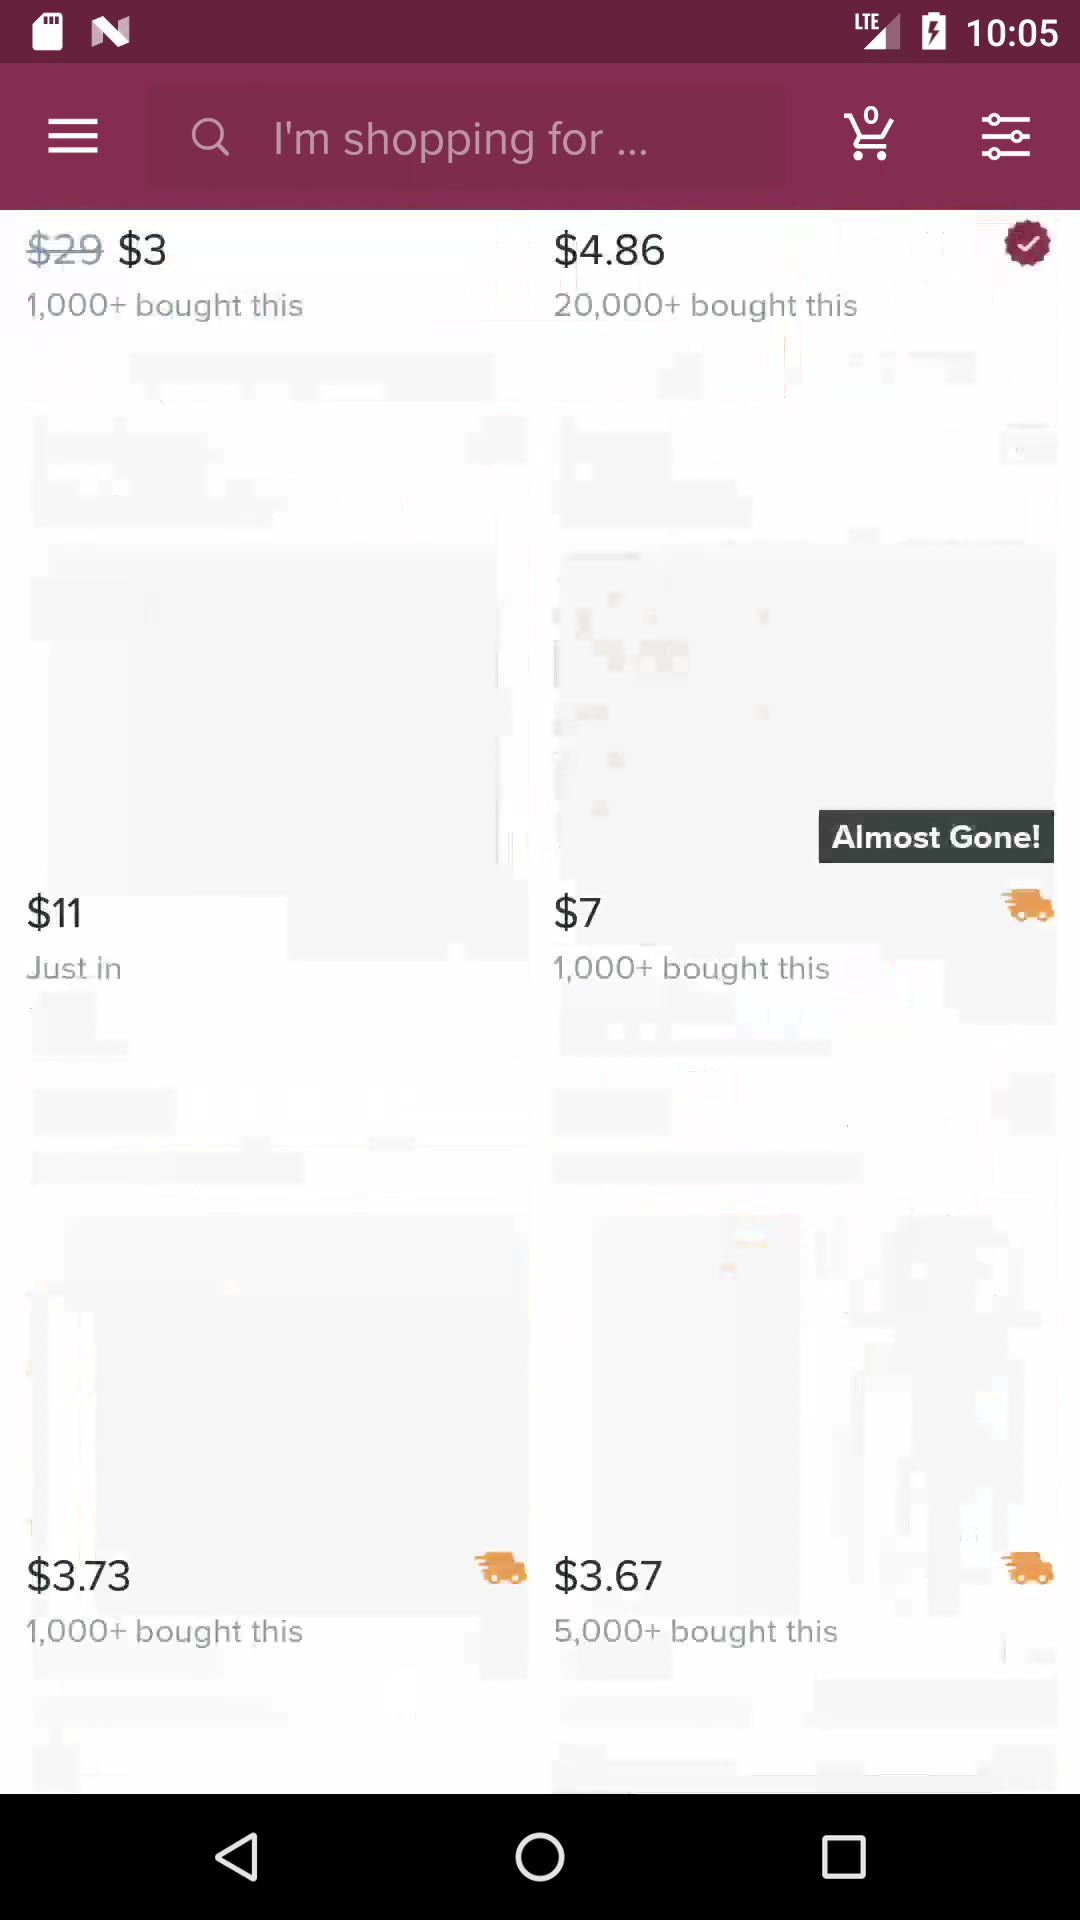 LTE 10:05
I'm shopping for ... 0
$29 $3
1,000+ bought this
$4.86
20,000+ bought this
$11
Just in
Almost Gone!
$7
1,000+ bought this
$3.73
1,000+ bought this
$3.67
5,000+ bought this